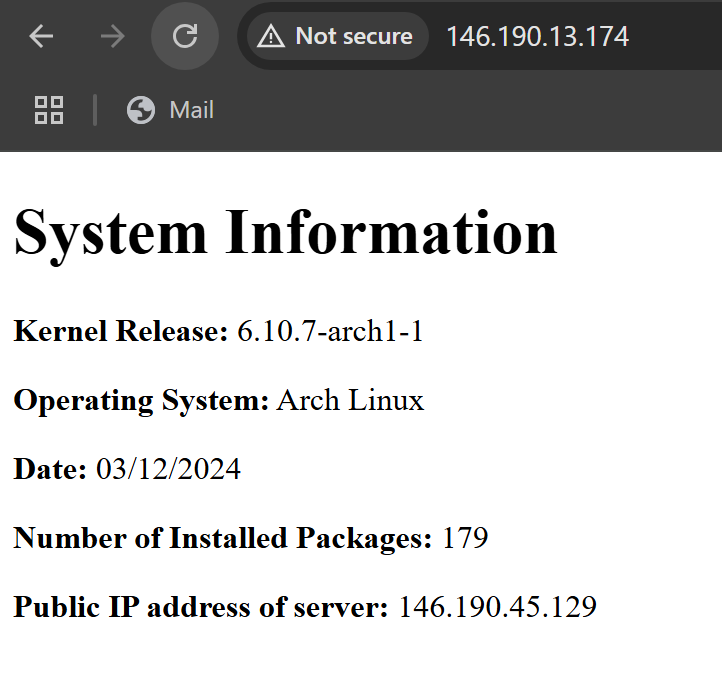 Not secure 146.190.13.174
Mail
System Information
Kernel Release: 6.10.7-arch1-1
Operating System: Arch Linux
Date: 03/12/2024
Number of Installed Packages: 179
Public IP address of server: 146.190.45.129